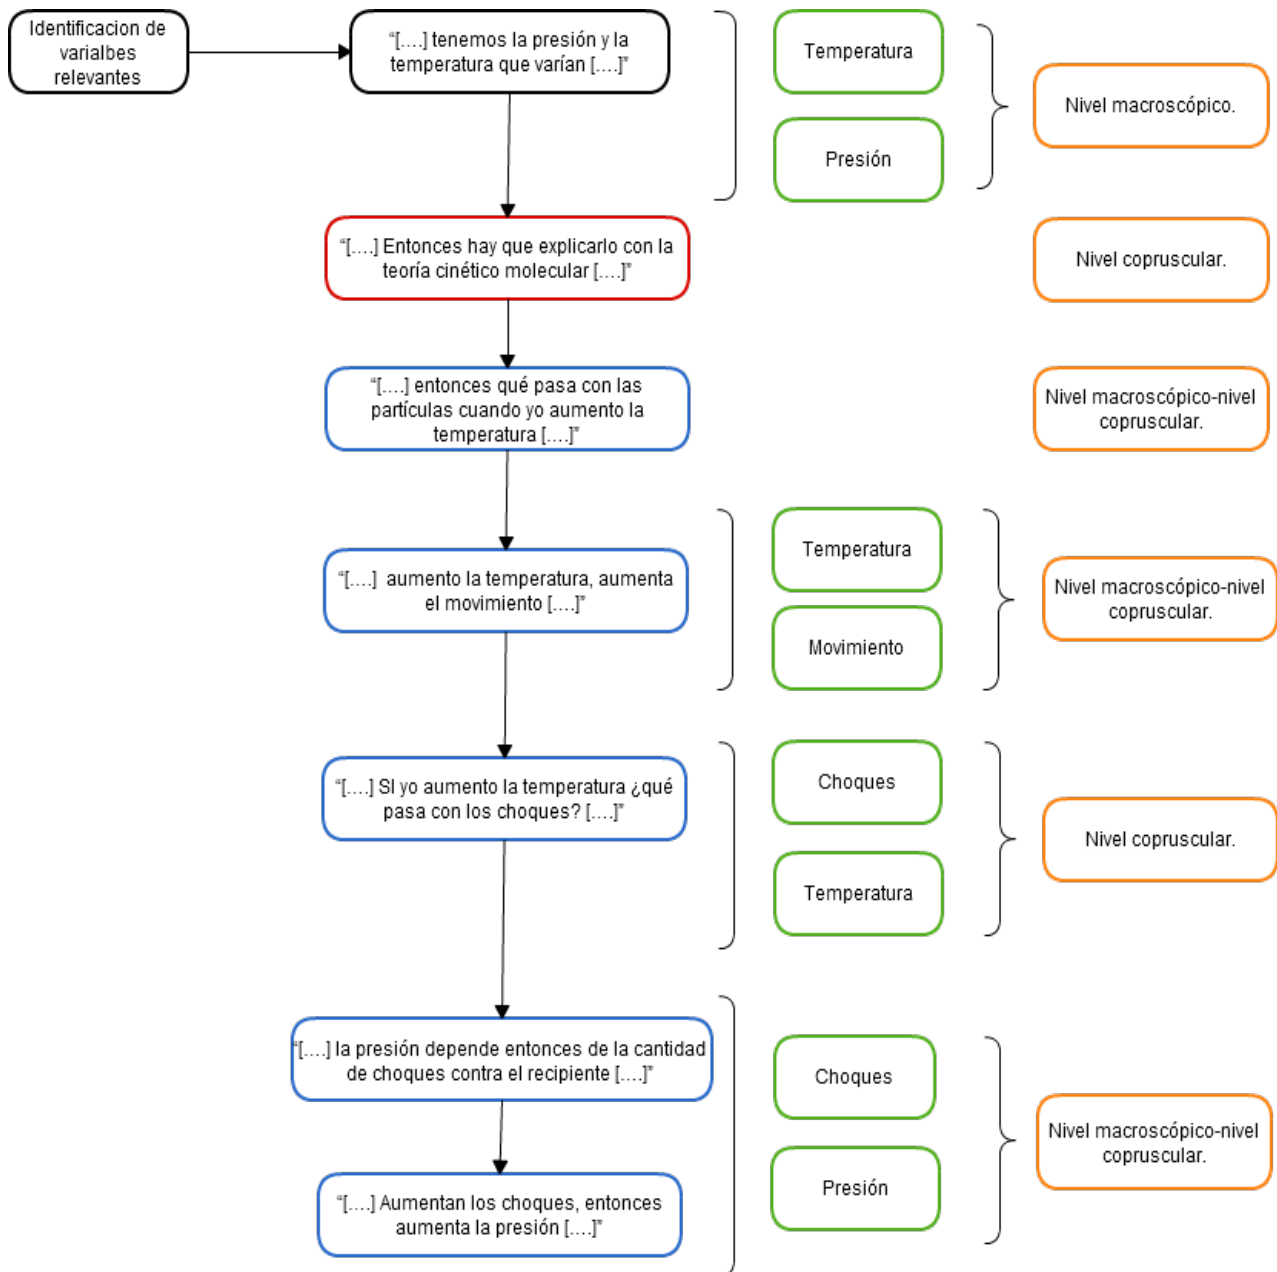 Identificacion de
varialbes
relevantes
“[....] tenemos la presión y la
temperatura que varían [....]”
Temperatura
Presión
Nivel macroscópico.
“[....] Entonces hay que explicarlo con la
teoría cinético molecular [....]”
Nivel copruscular.
“[....] entonces qué pasa con las
partículas cuando yo aumento la
temperatura [....]”
Nivel macroscópico-nivel
copruscular.
“[....]  aumento la temperatura, aumenta
el movimiento [....]”
Temperatura
Movimiento
Nivel macroscópico-nivel
copruscular.
“[....] SI yo aumento la temperatura ¿qué
pasa con los choques? [....]”
Choques
Temperatura
Nivel copruscular.
“[....] la presión depende entonces de la cantidad
de choques contra el recipiente [....]”
“[....] Aumentan los choques, entonces
aumenta la presión [....]”
Choques
Presión
Nivel macroscópico-nivel
copruscular.